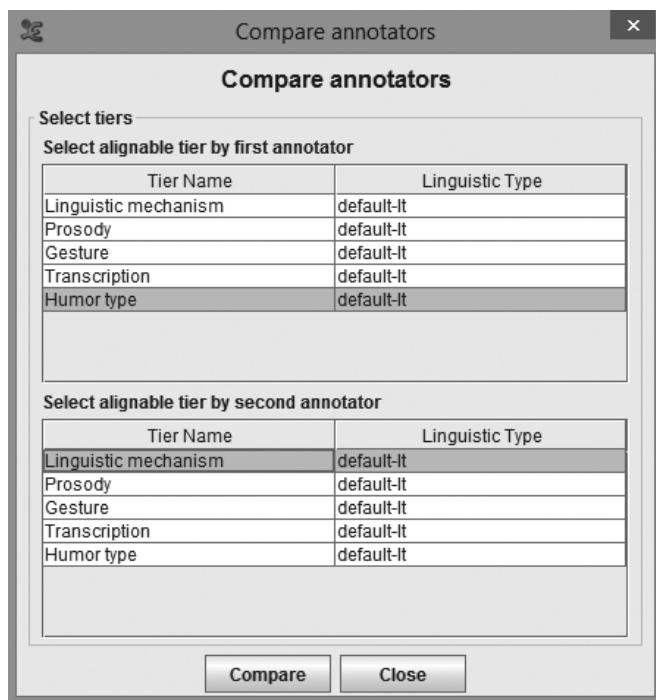 Compare annotators
x
Compare annotators
Select tiers
Select alignable tier by first annotator
Tier Name Linguistic Type
Linguistic mechanism default-lt
Prosody default-lt
Gesture default-lt
Transcription default-lt
Humor type default-lt
Select alignable tier by second annotator
Tier Name Linguistic Type
Linguistic mechanism default-lt
Prosody default-lt
Gesture default-lt
Transcription default-lt
Humor type default-lt
Compare Close